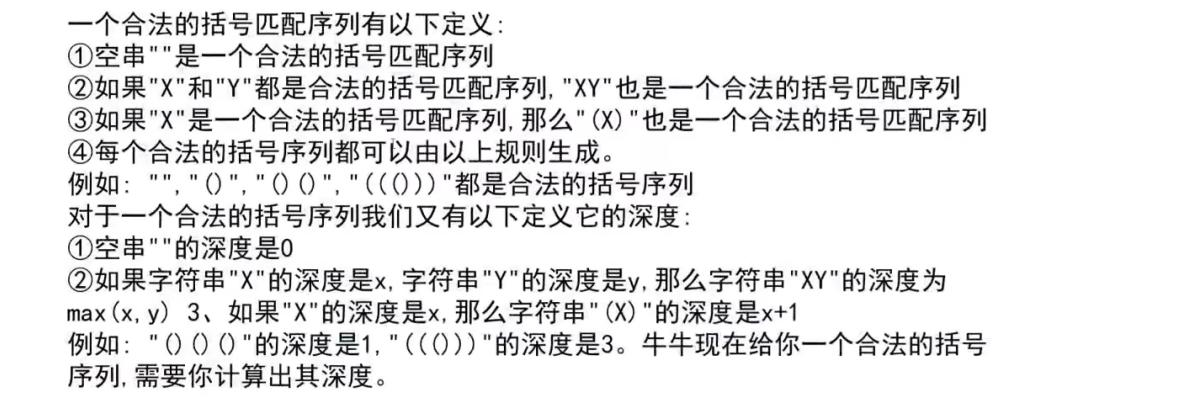 一个合法的括号匹配序列有以下定义:
①空串""是一个合法的括号匹配序列
②如果"X"和"Y"都是合法的括号匹配序列,"XY"也是一个合法的括号匹配序列
③如果"X"是一个合法的括号匹配序列,那么"(X)"也是一个合法的括号匹配序列
④每个合法的括号序列都可以由以上规则生成。
例如: "","()","()()","((()))"都是合法的括号序列
对于一个合法的括号序列我们又有以下定义它的深度:
①空串""的深度是0
②如果字符串"X"的深度是x,字符串"Y"的深度是y,那么字符串"XY"的深度为
max(x,y) 3、如果"X"的深度是x,那么字符串"(X)"的深度是x+1
例如: "()()()"的深度是1,"((()))"的深度是3。牛牛现在给你一个合法的括号
序列,需要你计算出其深度。